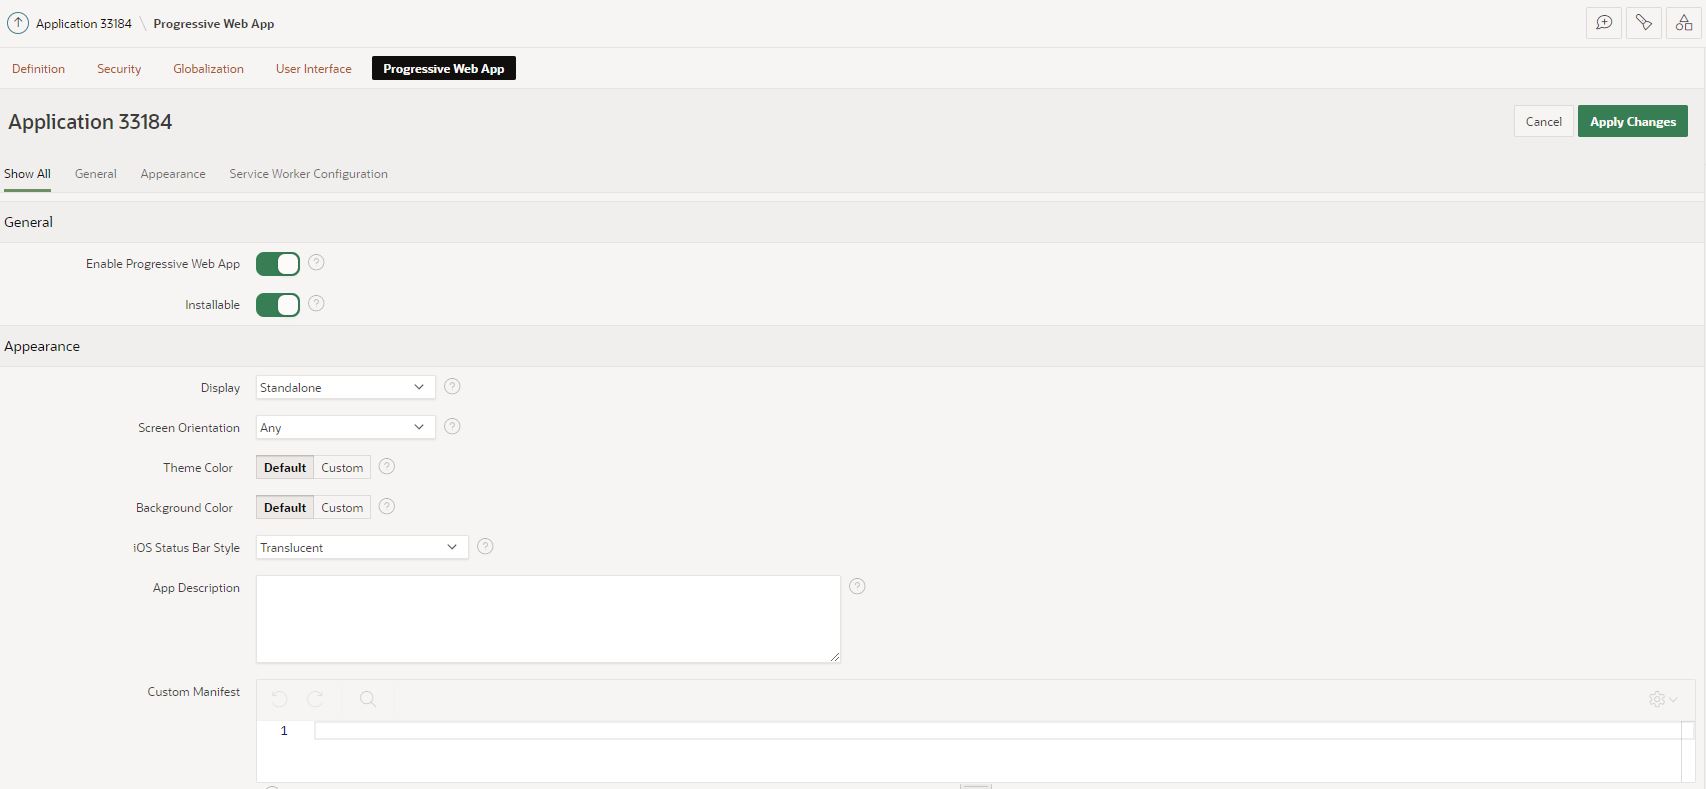 Application 33184 \ Progressive Web App
Definition Security Globalization User Interface Progressive Web App
Application 33184
Cancel Apply Changes
Show All General Appearance Service Worker Configuration
General
Enable Progressive Web App ?
Installable ?
Appearance
Display Standalone ?
Screen Orientation Any ?
Theme Color Default Custom ?
Background Color Default Custom ?
iOS Status Bar Style Translucent ?
App Description ?
Custom Manifest
1